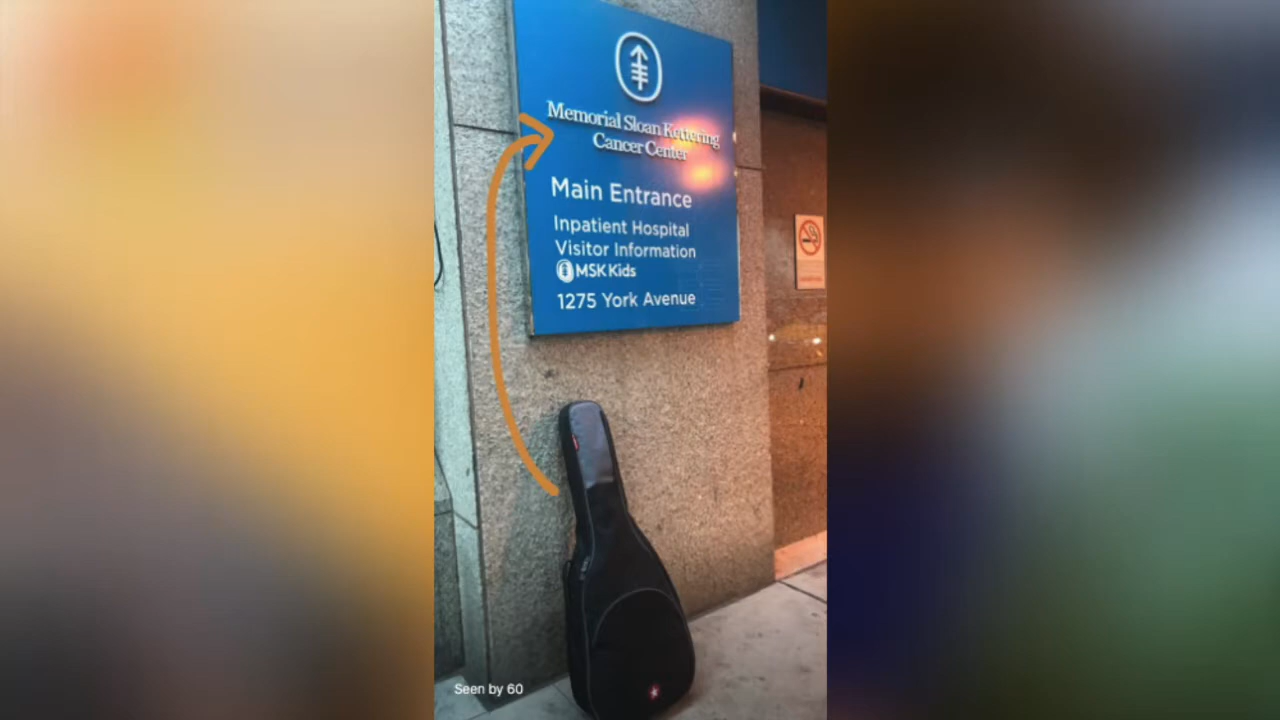 Memorial Sloan Kettering
Cancer Center
Main Entrance
Inpatient Hospital
Visitor Information
MSK Kids
1275 York Avenue
Seen by 60